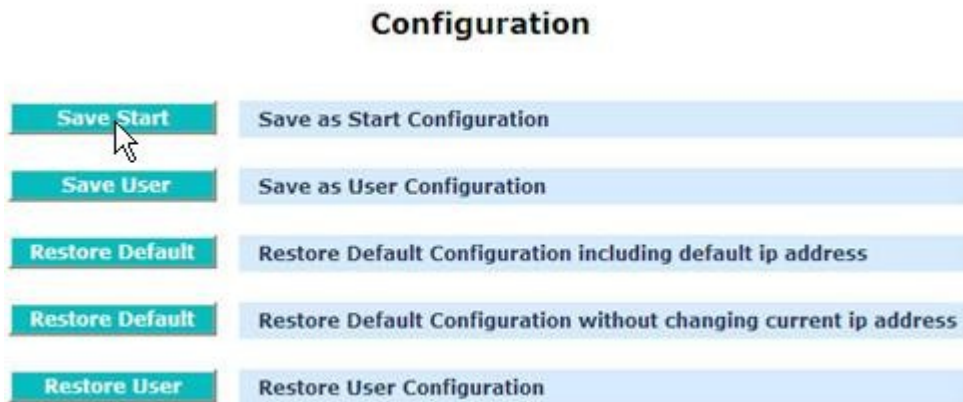 Configuration
Save Start Save as Start Configuration
Save User Save as User Configuration
Restore Default Restore Default Configuration including default ip address
Restore Default Restore Default Configuration without changing current ip address
Restore User Restore User Configuration